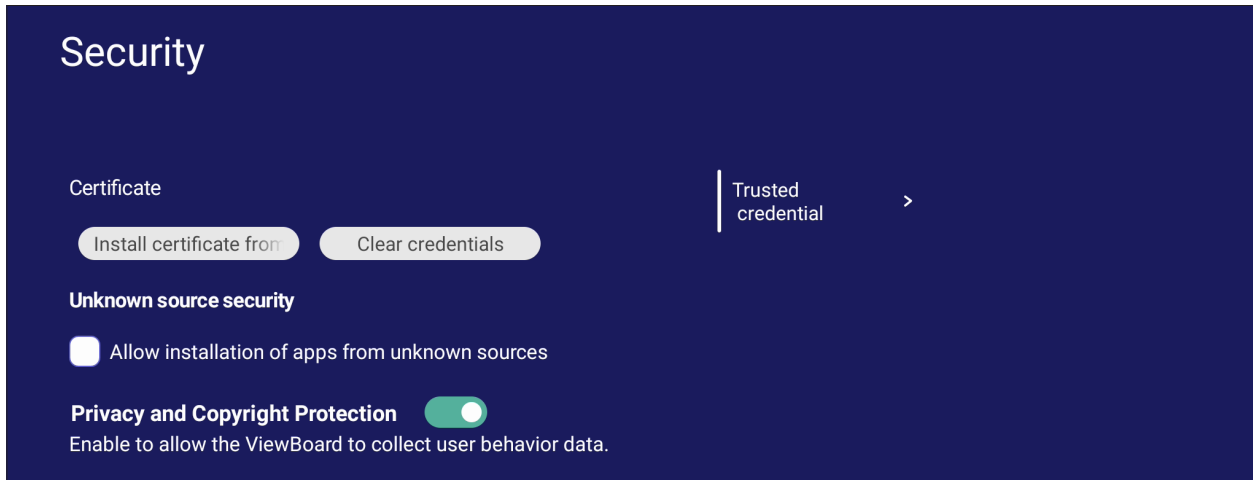 Security
Certificate
Trusted
credential
Install certificate from
Clear credentials
Unknown source security
Allow installation of apps from unknown sources
Privacy and Copyright Protection
Enable to allow the ViewBoard to collect user behavior data.